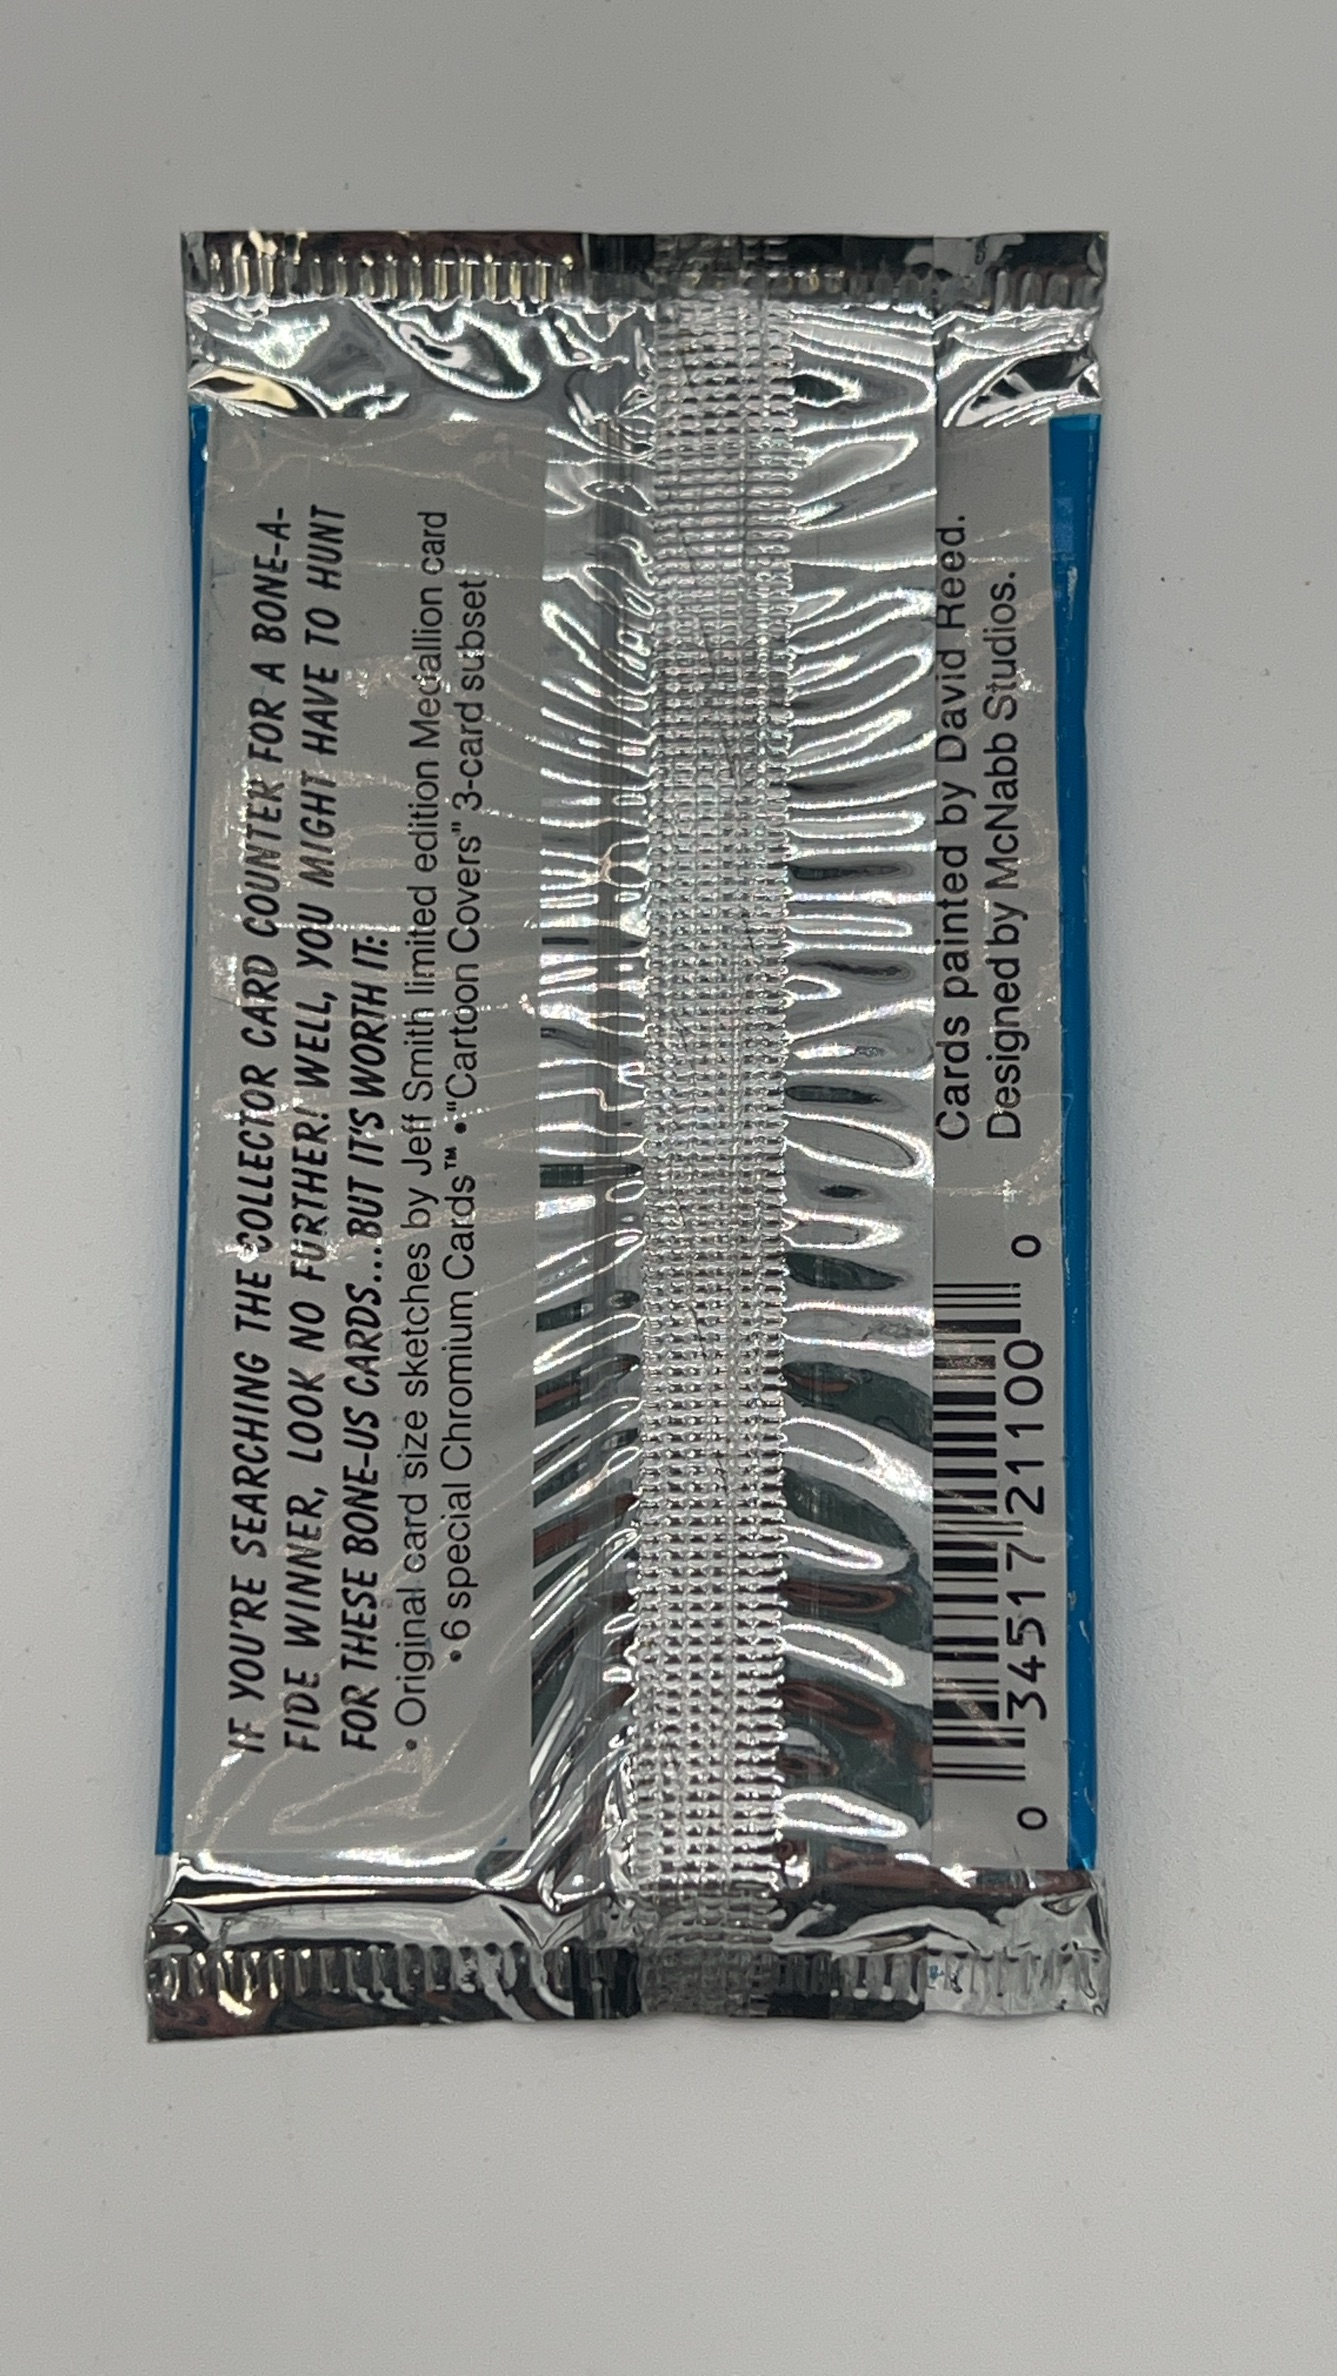 IF YOU'RE SEARCHING THE COLLECTOR CARD COUNTER FOR A BONE-A-
FIDE WINNER, LOOK NO FURTHER! WELL, YOU MIGHT HAVE TO HUNT
FOR THESE BONE-US CARDS...BUT IT'S WORTH IT:
• Original card size sketches by Jeff Smith limited edition Medallion card
• 6 special Chromium Cards™ • "Cartoon Covers" 3-card subset
Cards painted by David Reed.
Designed by McNabb Studios.
0 34517 21100 0